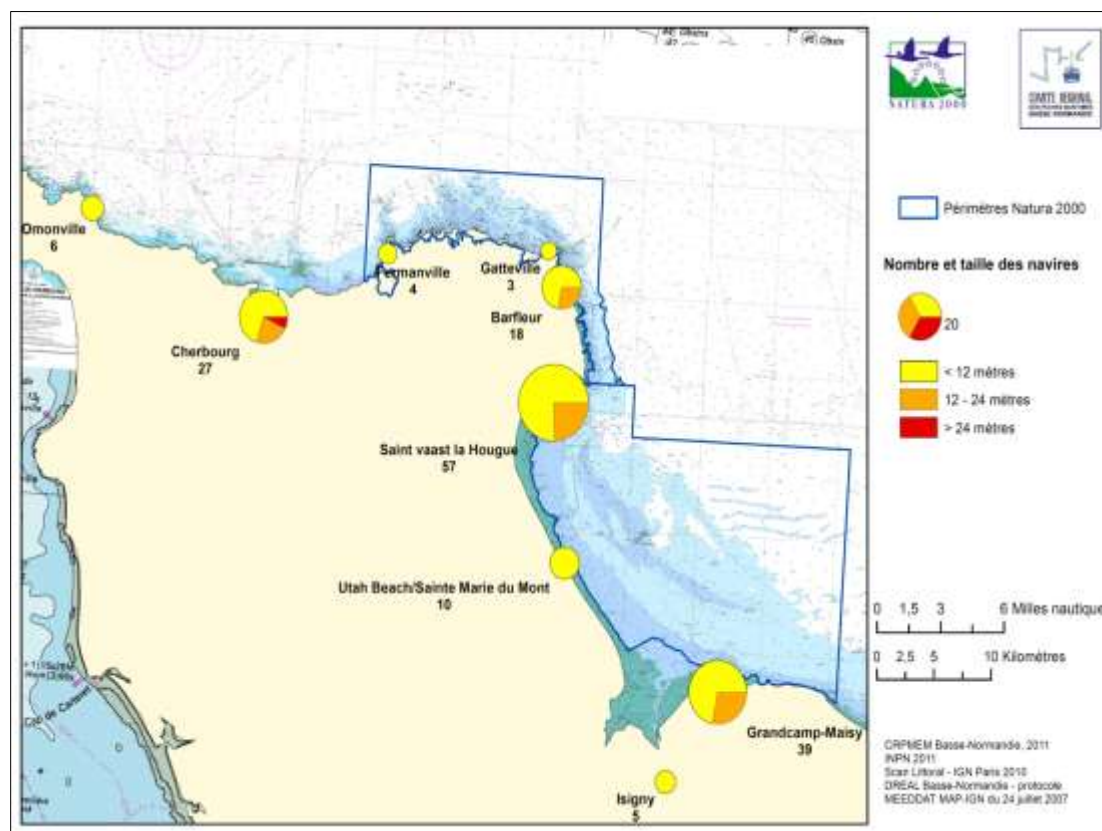 NATURA 2000
COMITE REGIONAL
Périmètres Natura 2000
Nombre et taille des navires
20
< 12 mètres
12 - 24 mètres
> 24 mètres
Omonville
6
Cherbourg
27
Fermanville
4
Gatteville
3
Barfleur
18
Saint vaast la Hougue
57
Utah Beach/Sainte Marie du Mont
10
Grandcamp-Maisy
39
Isigny
5
0 1,5 3 6 Milles nautique
0 2,5 5 10 Kilomètres
CRPMEM Basse-Normandie, 2011
INPN 2011
Scan Littoral - IGN Paris 2010
DREAL Basse-Normandie - protocole
MEEDDAT MAP-IGN du 24 juillet 2007